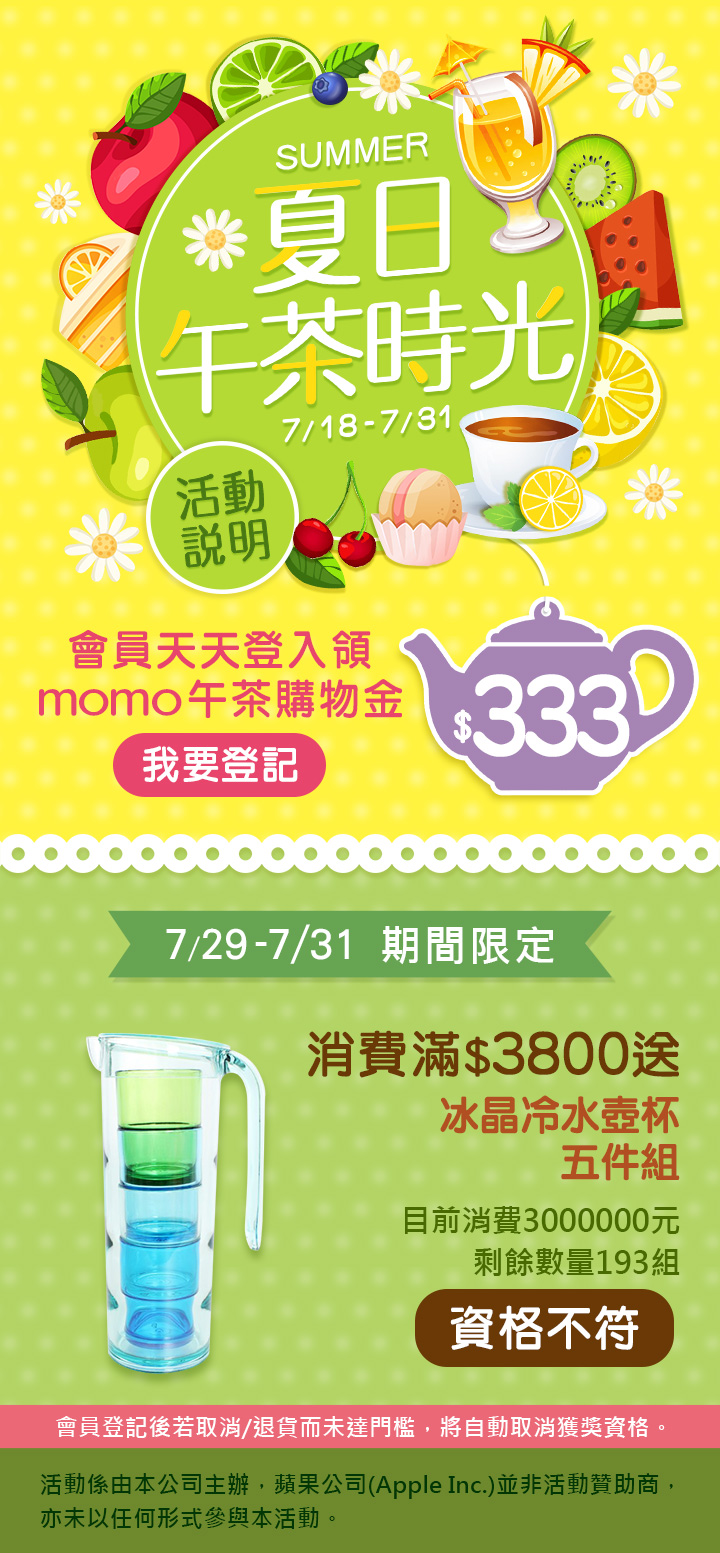 SUMMER
夏日
午茶時光
7/18-7/31
活動
說明
會員天天登入領
momo午茶購物金
$333
我要登記
7/29-7/31 期間限定
消費滿$3800送
冰晶冷水壺杯
五件組
目前消費3000000元
剩餘數量193組
資格不符
會員登記後若取消/退貨而未達門檻，將自動取消獲獎資格。
活動係由本公司主辦，蘋果公司(Apple Inc.)並非活動贊助商，
亦未以任何形式參與本活動。